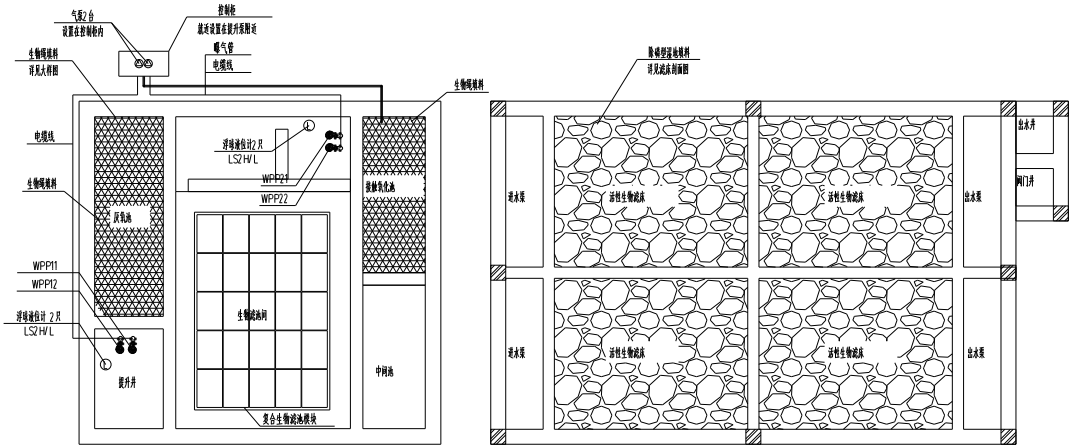 气泵2台
设置在控制柜内
控制柜
就近设置在提升泵附近
曝气管
电缆线
生物绳填料
详见大样图
生物绳填料
电缆线
浮球液位计2只
LS2H/L
WPP21
WPP22
接触氧化池
生物绳填料
厌氧池
WPP11
WPP12
浮球液位计 2只
LS2H/L
提升井
生物滤池间
中间池
复合生物滤池模块
除磷型湿地填料
详见滤床剖面图
进水渠
活性生物滤床
活性生物滤床
出水渠
出水井
阀门井
进水渠
活性生物滤床
活性生物滤床
出水渠